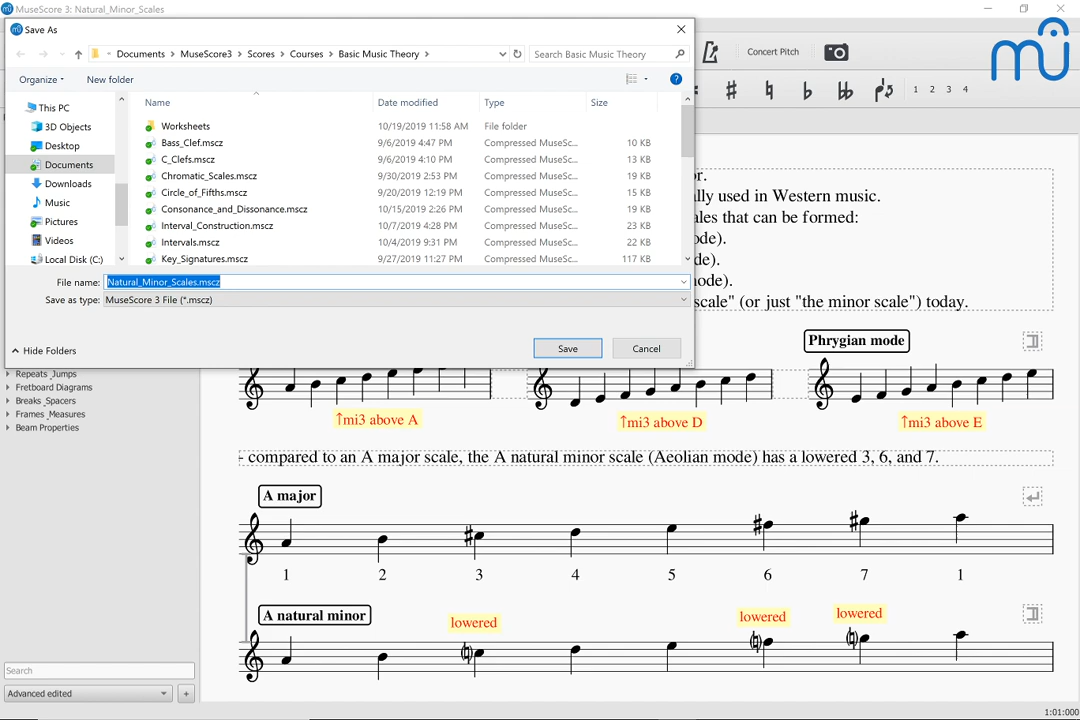 MuseScore 3: Natural_Minor_Scales
Save As
Documents > MuseScore3 > Scores > Courses > Basic Music Theory >
Search Basic Music Theory
Concert Pitch
mu
Organize
New folder
?
1 2 3 4
This PC
3D Objects
Desktop
Documents
Downloads
Music
Pictures
Videos
Local Disk (C:)
Name Date modified Type Size
Worksheets 10/19/2019 11:58 AM File folder
Bass_Clef.mscz 9/6/2019 4:47 PM Compressed MuseSc... 10 KB
C_Clefs.mscz 9/6/2019 4:10 PM Compressed MuseSc... 13 KB
Chromatic_Scales.mscz 9/30/2019 2:53 PM Compressed MuseSc... 19 KB
Circle_of_Fifths.mscz 9/20/2019 12:19 PM Compressed MuseSc... 15 KB
Consonance_and_Dissonance.mscz 10/15/2019 2:26 PM Compressed MuseSc... 19 KB
Interval_Construction.mscz 10/7/2019 4:28 PM Compressed MuseSc... 23 KB
Intervals.mscz 10/4/2019 9:31 PM Compressed MuseSc... 22 KB
Key_Signatures.mscz 9/27/2019 11:27 PM Compressed MuseSc... 117 KB
File name: Natural_Minor_Scales.mscz
Save as type: MuseScore 3 File (*.mscz)
Hide Folders
Save
Cancel
r.
ally used in Western music.
ales that can be formed:
ode).
de).
node).
scale" (or just "the minor scale") today.
Repeats_Jumps
Fretboard Diagrams
Breaks_Spacers
Frames_Measures
Beam Properties
Phrygian mode
↑mi3 above A
↑mi3 above D
↑mi3 above E
- compared to an A major scale, the A natural minor scale (Aeolian mode) has a lowered 3, 6, and 7.
A major
1 2 3 4 5 6 7 1
A natural minor
lowered
lowered
lowered
Search
Advanced edited
+
1:01:000